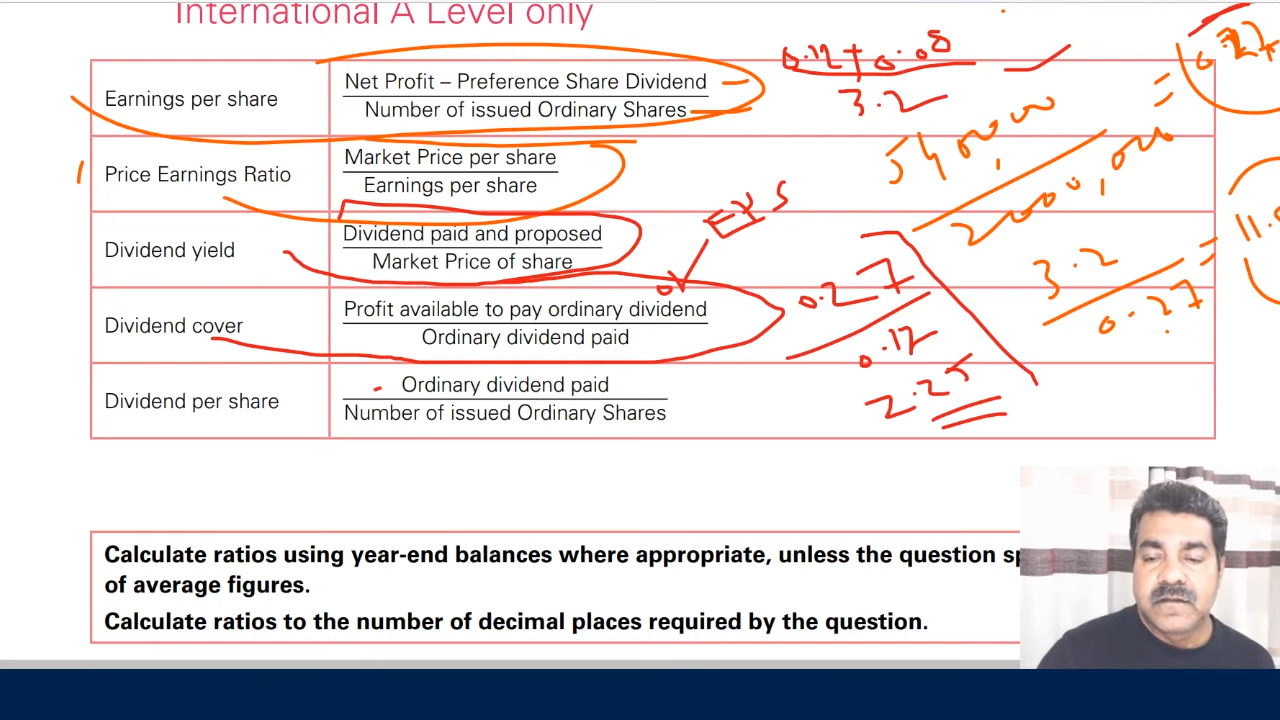 International A Level only
Earnings per share
Net Profit – Preference Share Dividend
Number of issued Ordinary Shares
Price Earnings Ratio
Market Price per share
Earnings per share
Dividend yield
Dividend paid and proposed
Market Price of share
Dividend cover
Profit available to pay ordinary dividend
Ordinary dividend paid
Dividend per share
Ordinary dividend paid
Number of issued Ordinary Shares
0.12 + 0.08
3.2
=
EPS
3.2
0.27
=
0.27
0.12
2.25
Calculate ratios using year-end balances where appropriate, unless the question
of average figures.
Calculate ratios to the number of decimal places required by the question.